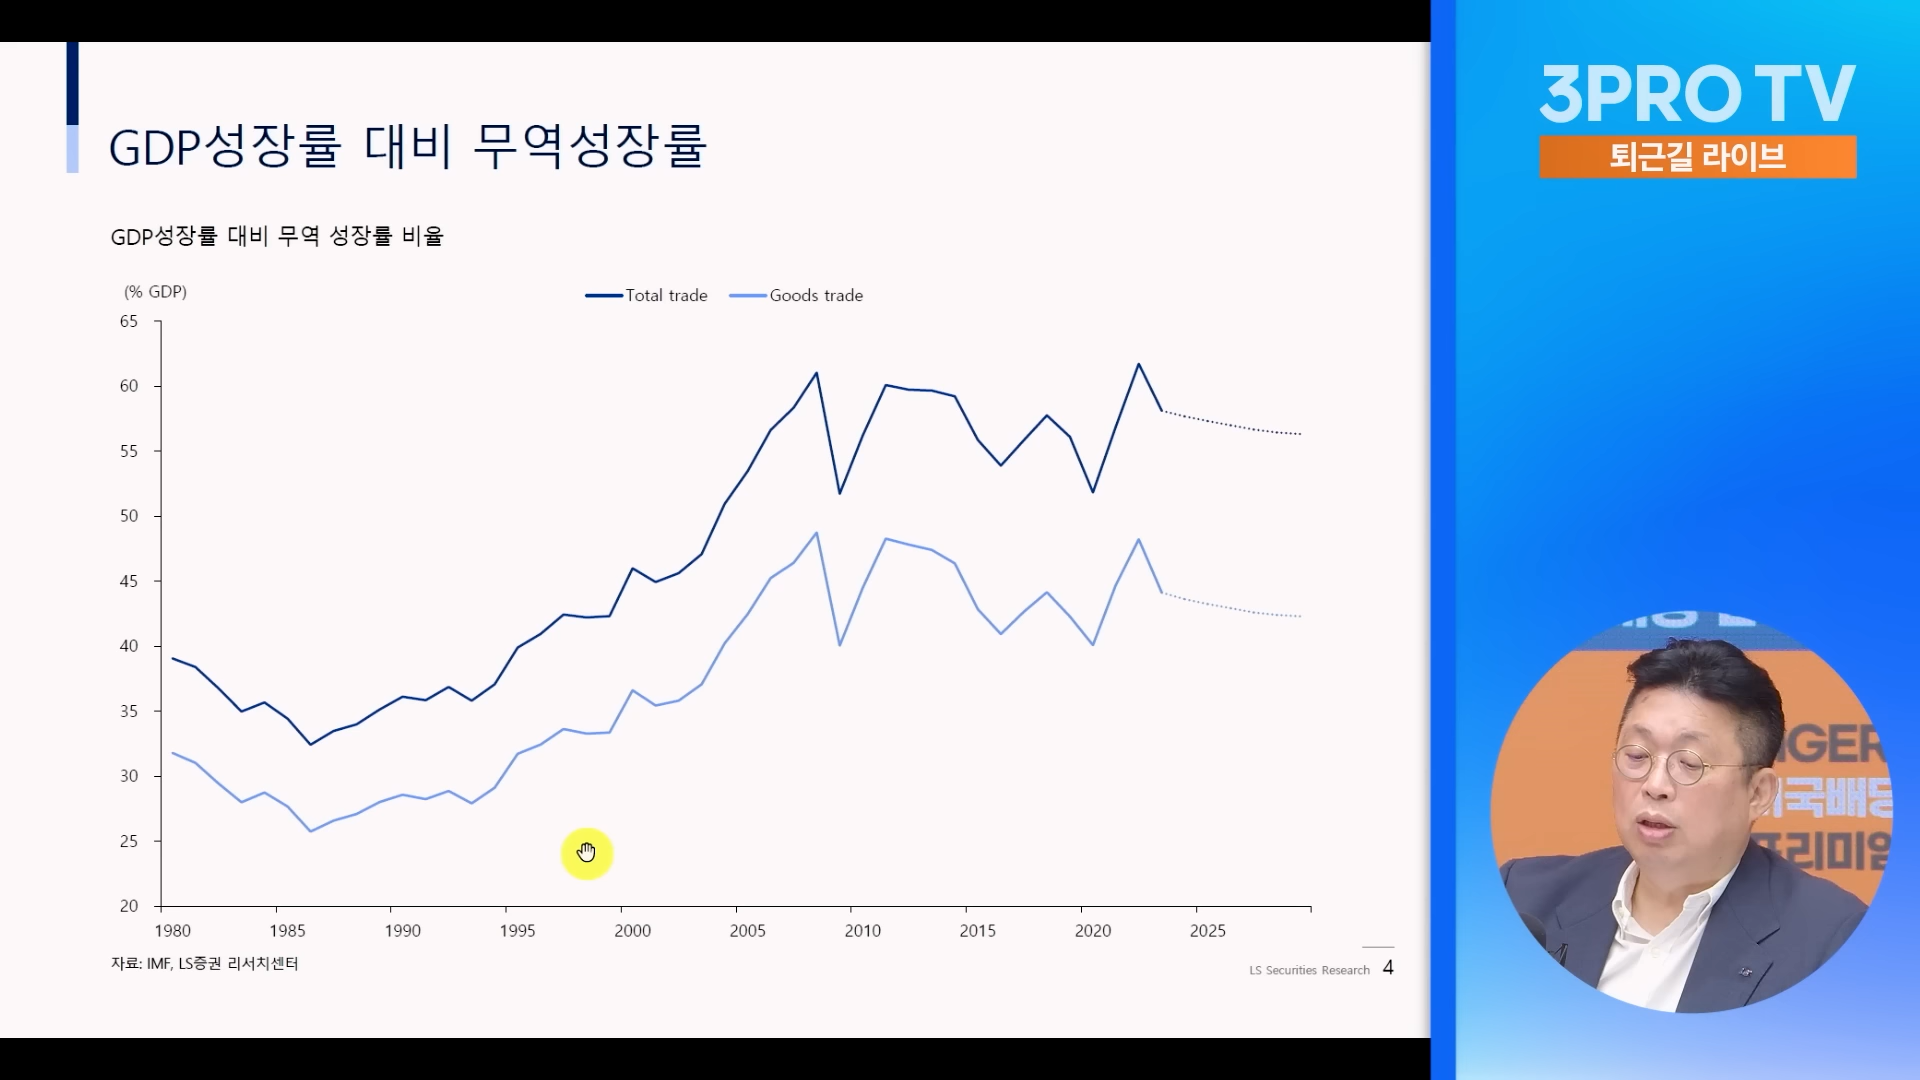 3PRO TV
퇴근길 라이브
GDP성장률 대비 무역성장률
GDP성장률 대비 무역 성장률 비율
(% GDP)
Total trade
Goods trade
65
60
55
50
45
40
35
30
25
20
1980
1985
1990
1995
2000
2005
2010
2015
2020
2025
자료: IMF, LS증권 리서치센터
LS Securities Research 4